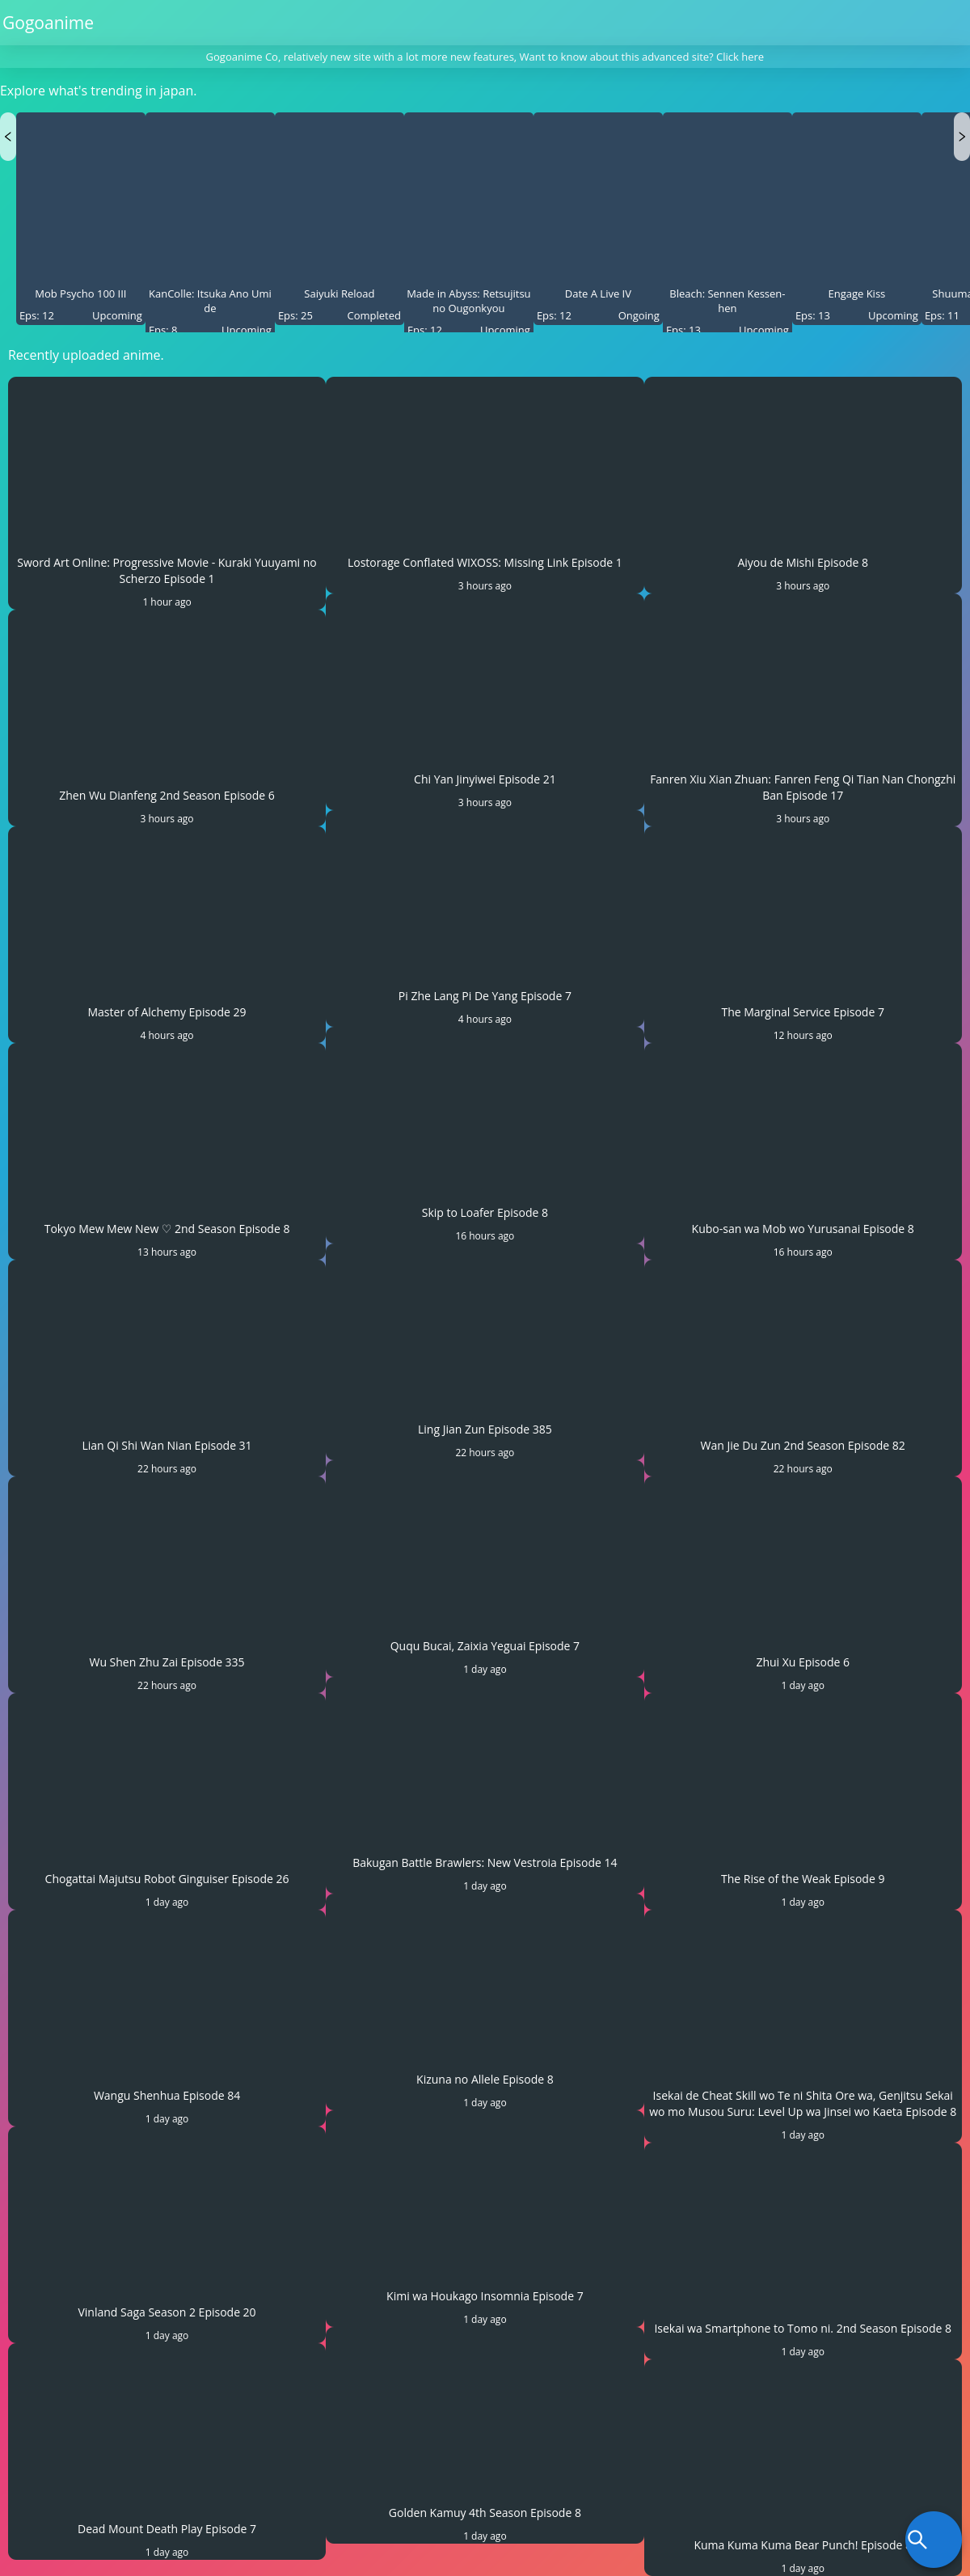 Gogoanime
Gogoanime Co, relatively new site with a lot more new features, Want to know about this advanced site? Click here
Explore what's trending in japan.
Mob Psycho 100 III
Eps: 12 Upcoming
KanColle: Itsuka Ano Umi
de
Eps: 8 Upcoming
Saiyuki Reload
Eps: 25 Completed
Made in Abyss: Retsujitsu
no Ougonkyou
Eps: 12 Upcoming
Date A Live IV
Eps: 12 Ongoing
Bleach: Sennen Kessen-
hen
Eps: 13 Upcoming
Engage Kiss
Eps: 13 Upcoming
Eps: 11
Recently uploaded anime.
Sword Art Online: Progressive Movie - Kuraki Yuuyami no
Scherzo Episode 1
1 hour ago
Lostorage Conflated WIXOSS: Missing Link Episode 1
3 hours ago
Aiyou de Mishi Episode 8
3 hours ago
Zhen Wu Dianfeng 2nd Season Episode 6
3 hours ago
Chi Yan Jinyiwei Episode 21
3 hours ago
Fanren Xiu Xian Zhuan: Fanren Feng Qi Tian Nan Chongzhi
Ban Episode 17
3 hours ago
Master of Alchemy Episode 29
4 hours ago
Pi Zhe Lang Pi De Yang Episode 7
4 hours ago
The Marginal Service Episode 7
12 hours ago
Tokyo Mew Mew New ♡ 2nd Season Episode 8
13 hours ago
Skip to Loafer Episode 8
16 hours ago
Kubo-san wa Mob wo Yurusanai Episode 8
16 hours ago
Lian Qi Shi Wan Nian Episode 31
22 hours ago
Ling Jian Zun Episode 385
22 hours ago
Wan Jie Du Zun 2nd Season Episode 82
22 hours ago
Wu Shen Zhu Zai Episode 335
22 hours ago
Ququ Bucai, Zaixia Yeguai Episode 7
1 day ago
Zhui Xu Episode 6
1 day ago
Chogattai Majutsu Robot Ginguiser Episode 26
1 day ago
Bakugan Battle Brawlers: New Vestroia Episode 14
1 day ago
The Rise of the Weak Episode 9
1 day ago
Wangu Shenhua Episode 84
1 day ago
Kizuna no Allele Episode 8
1 day ago
Isekai de Cheat Skill wo Te ni Shita Ore wa, Genjitsu Sekai
wo mo Musou Suru: Level Up wa Jinsei wo Kaeta Episode 8
1 day ago
Vinland Saga Season 2 Episode 20
1 day ago
Kimi wa Houkago Insomnia Episode 7
1 day ago
Isekai wa Smartphone to Tomo ni. 2nd Season Episode 8
1 day ago
Dead Mount Death Play Episode 7
1 day ago
Golden Kamuy 4th Season Episode 8
1 day ago
Kuma Kuma Kuma Bear Punch! Episode
1 day ago